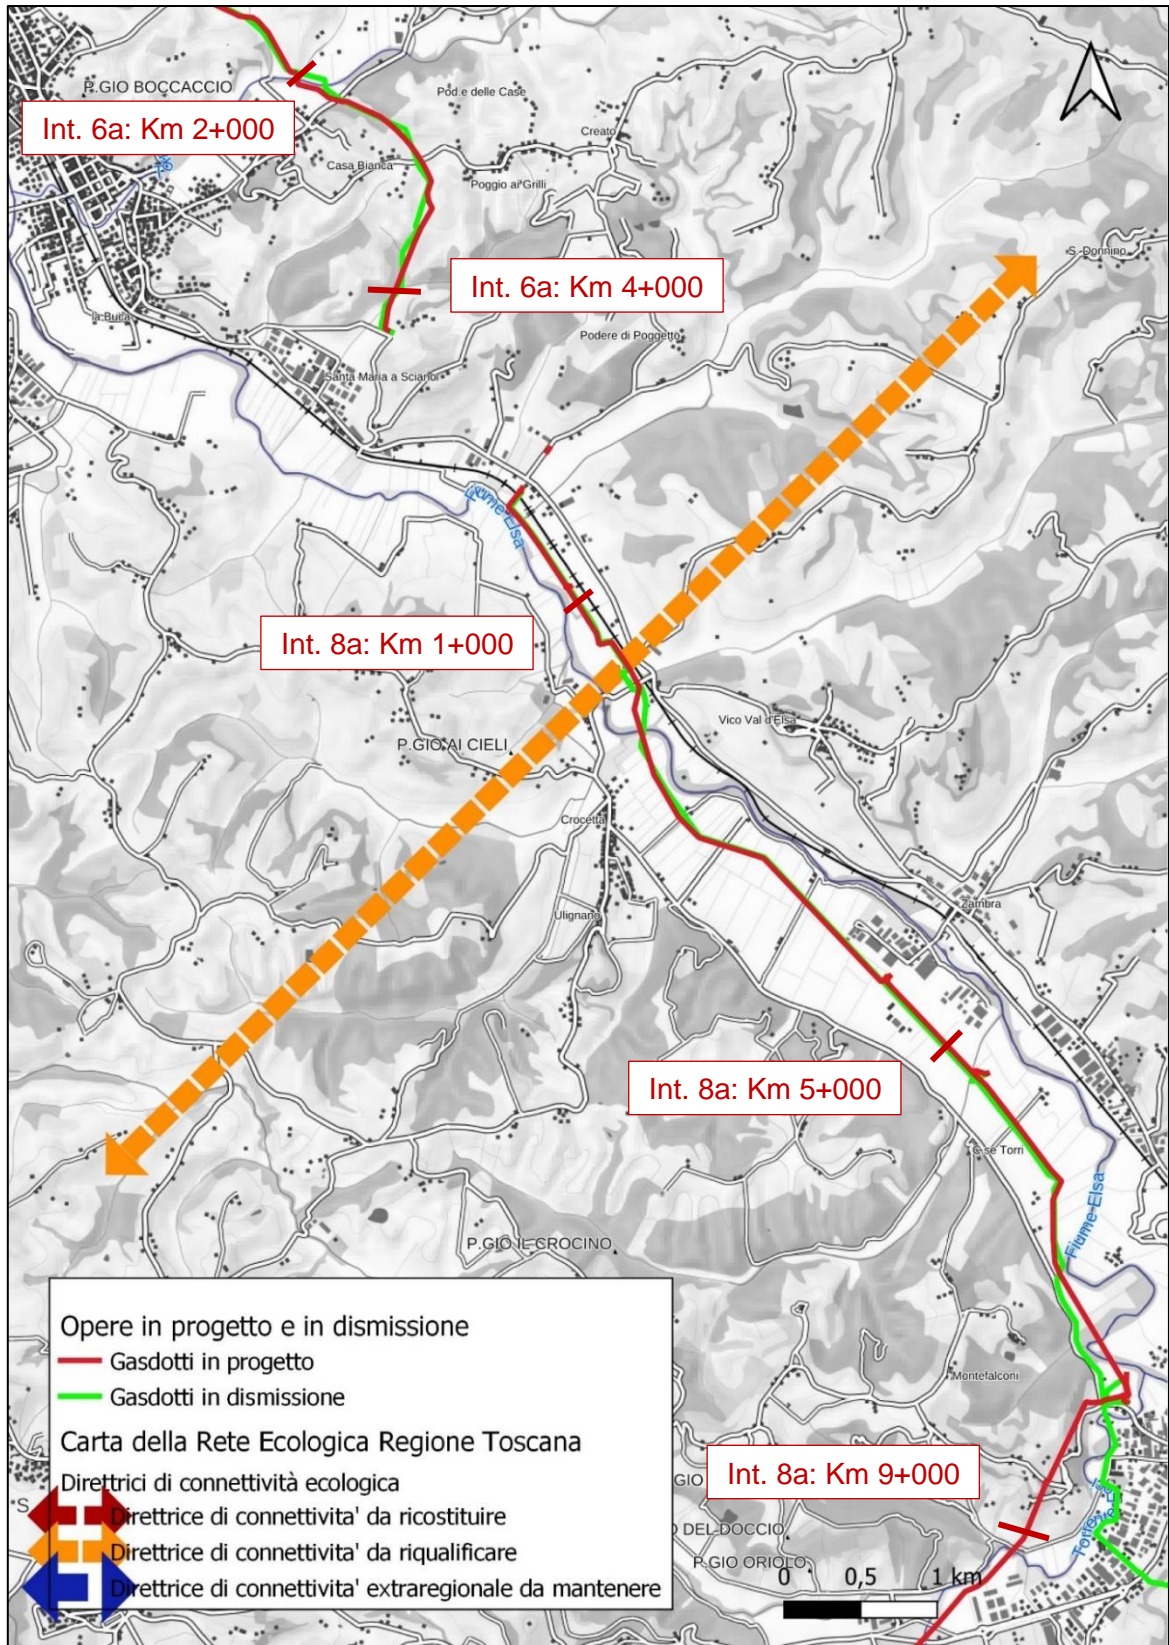 P.GIO BOCCACCIO
Pod.e delle Case
Int. 6a: Km 2+000
Creato
Casa Bianca
Poggio ai Grilli
S. Donnino
Int. 6a: Km 4+000
la Buca
Podere di Poggetto
Santa Maria a Sciano
Fiume Elsa
Int. 8a: Km 1+000
Vico Val d'Elsa
P.GIO AI CIELI
Crocetta
Zambra
Ulignano
Int. 8a: Km 5+000
C.se Torri
Fiume Elsa
P.GIO IL CROCINO
Opere in progetto e in dismissione
Gasdotti in progetto
Gasdotti in dismissione
Montefalconi
Carta della Rete Ecologica Regione Toscana
Int. 8a: Km 9+000
Direttrici di connettività ecologica
GIO
S
Direttrice di connettivita' da ricostituire
O DEL DOCCIO
Direttrice di connettivita' da riqualificare
P.GIO ORIOLO
Direttrice di connettivita' extraregionale da mantenere
0 0,5 1 km